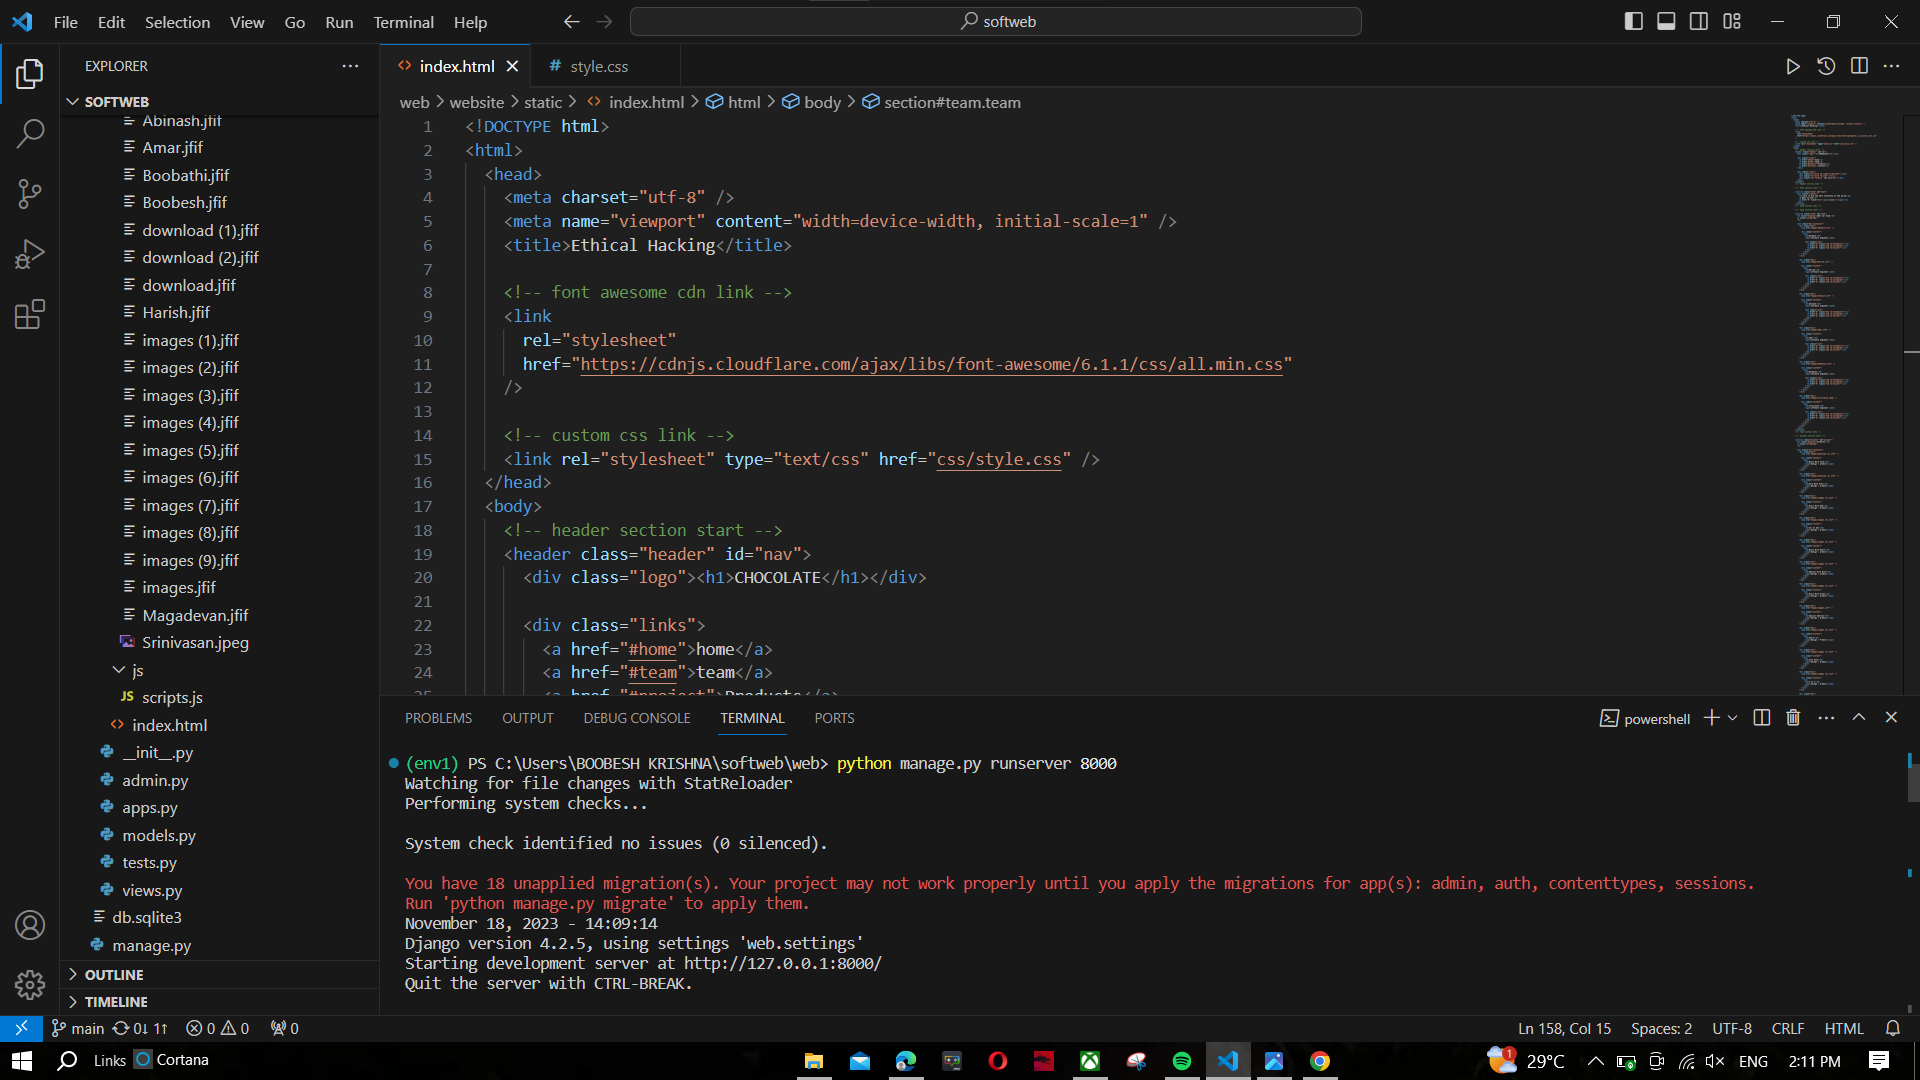 File Edit Selection View Go Run Terminal Help
softweb
EXPLORER
SOFTWEB
Abinash.jfif
Amar.jfif
Boobathi.jfif
Boobesh.jfif
download (1).jfif
download (2).jfif
download.jfif
Harish.jfif
images (1).jfif
images (2).jfif
images (3).jfif
images (4).jfif
images (5).jfif
images (6).jfif
images (7).jfif
images (8).jfif
images (9).jfif
images.jfif
Magadevan.jfif
Srinivasan.jpeg
js
JS scripts.js
index.html
__init__.py
admin.py
apps.py
models.py
tests.py
views.py
db.sqlite3
manage.py
OUTLINE
TIMELINE
index.html
# style.css
web > website > static > index.html > html > body > section#team.team
1 <!DOCTYPE html>
2 <html>
3 <head>
4 <meta charset="utf-8" />
5 <meta name="viewport" content="width=device-width, initial-scale=1" />
6 <title>Ethical Hacking</title>
7
8 <!-- font awesome cdn link -->
9 <link
10 rel="stylesheet"
11 href="https://cdnjs.cloudflare.com/ajax/libs/font-awesome/6.1.1/css/all.min.css"
12 />
13
14 <!-- custom css link -->
15 <link rel="stylesheet" type="text/css" href="css/style.css" />
16 </head>
17 <body>
18 <!-- header section start -->
19 <header class="header" id="nav">
20 <div class="logo"><h1>CHOCOLATE</h1></div>
21
22 <div class="links">
23 <a href="#home">home</a>
24 <a href="#team">team</a>
25 <a href="#project">Products</a>
PROBLEMS OUTPUT DEBUG CONSOLE TERMINAL PORTS
powershell
(env1) PS C:\Users\BOOBESH KRISHNA\softweb\web> python manage.py runserver 8000
Watching for file changes with StatReloader
Performing system checks...
System check identified no issues (0 silenced).
You have 18 unapplied migration(s). Your project may not work properly until you apply the migrations for app(s): admin, auth, contenttypes, sessions.
Run 'python manage.py migrate' to apply them.
November 18, 2023 - 14:09:14
Django version 4.2.5, using settings 'web.settings'
Starting development server at http://127.0.0.1:8000/
Quit the server with CTRL-BREAK.
main 0↓ 1↑ 0 0 0
Ln 158, Col 15 Spaces: 2 UTF-8 CRLF HTML
Links Cortana
1 29°C ENG 2:11 PM